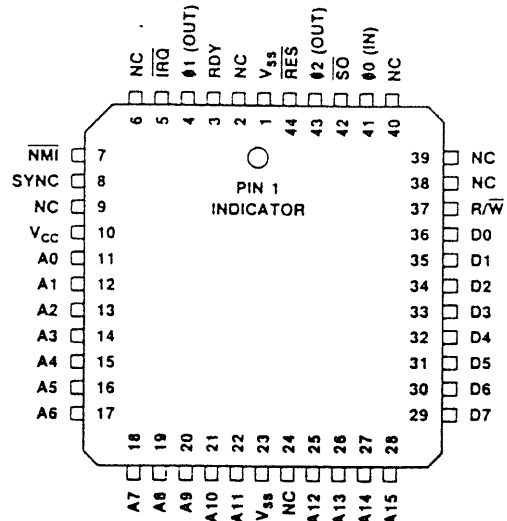 NC
I̅R̅Q̅
ϕ1 (OUT)
RDY
NC
Vss
R̅E̅S̅
ϕ2 (OUT)
S̅O̅
ϕ0 (IN)
NC
6 5 4 3 2 1 44 43 42 41 40
N̅M̅I̅ 7
SYNC 8
NC 9
VCC 10
A0 11
A1 12
A2 13
A3 14
A4 15
A5 16
A6 17
PIN 1
INDICATOR
39 NC
38 NC
37 R/W̅
36 D0
35 D1
34 D2
33 D3
32 D4
31 D5
30 D6
29 D7
18 19 20 21 22 23 24 25 26 27 28
A7
A8
A9
A10
A11
Vss
NC
A12
A13
A14
A15